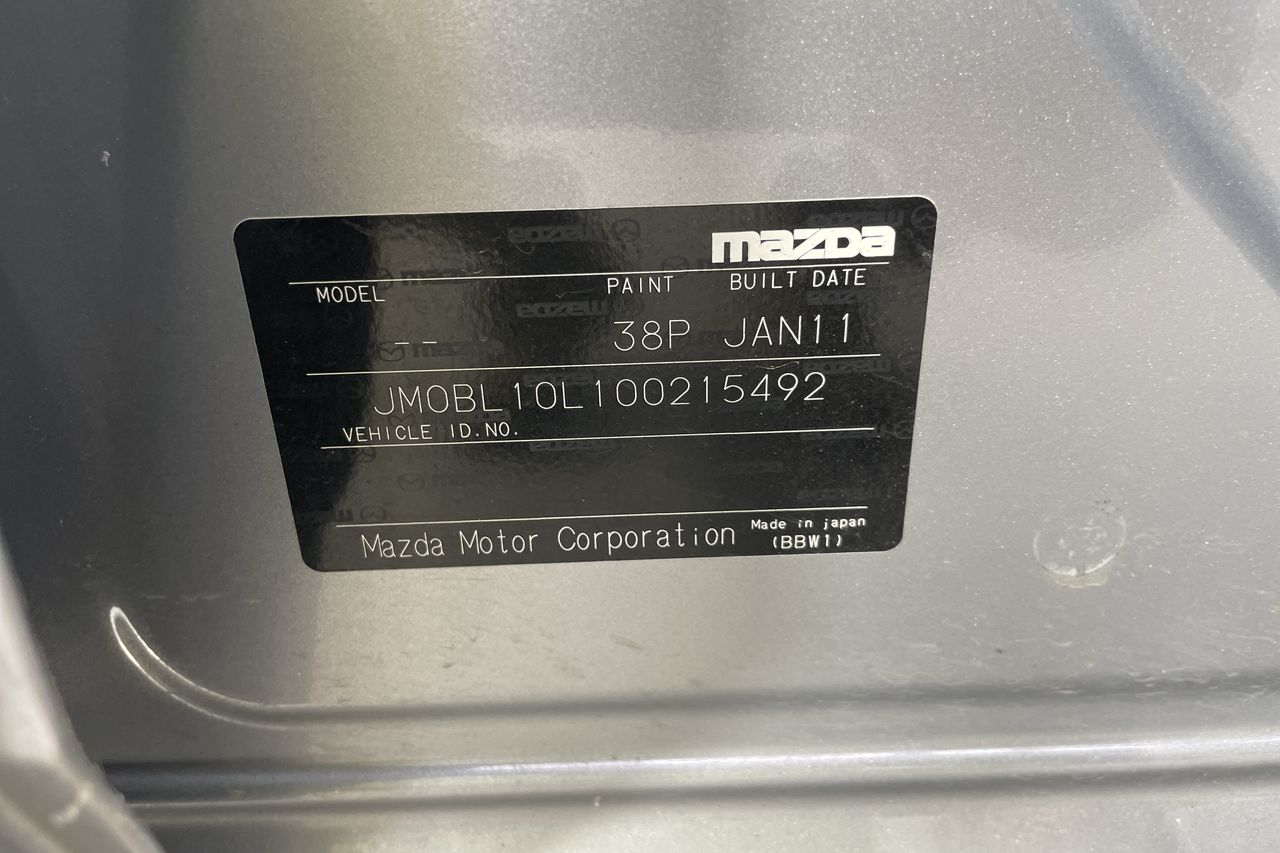 mazda
MODEL PAINT BUILT DATE
-- 38P JAN11
JM0BL10L100215492
VEHICLE ID.NO.
Mazda Motor Corporation Made in japan
(BBW1)